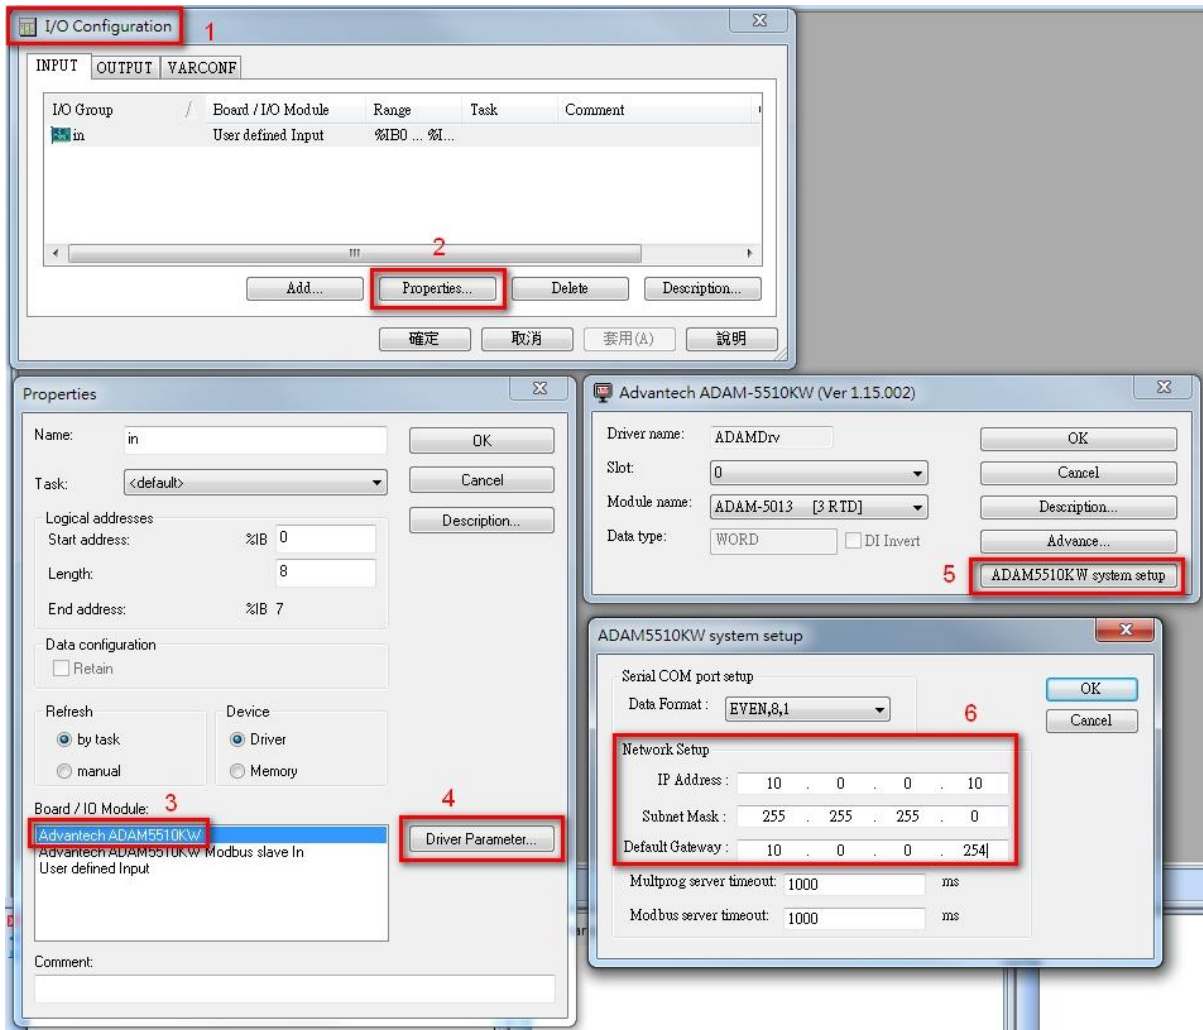 I/O Configuration
1
INPUT OUTPUT VARCONF
I/O Group / Board / I/O Module Range Task Comment
in User defined Input %IB0 ... %I...
2
Add... Properties... Delete Description...
確定 取消 套用(A) 說明
Properties
Name: in OK
Task: <default> Cancel
Logical addresses Description...
Start address: %IB 0
Length: 8
End address: %IB 7
Data configuration
Retain
Refresh Device
by task Driver
manual Memory
Board / IO Module: 3 4
Advantech ADAM5510KW Driver Parameter...
Advantech ADAM5510KW Modbus slave In
User defined Input
Comment:
Advantech ADAM-5510KW (Ver 1.15.002)
Driver name: ADAMDrv OK
Slot: 0 Cancel
Module name: ADAM-5013 [3 RTD] Description...
Data type: WORD DI Invert Advance...
5 ADAM5510KW system setup
ADAM5510KW system setup
Serial COM port setup OK
Data Format : EVEN,8,1 6 Cancel
Network Setup
IP Address : 10 . 0 . 0 . 10
Subnet Mask : 255 . 255 . 255 . 0
Default Gateway : 10 . 0 . 0 . 254
Multprog server timeout: 1000 ms
Modbus server timeout: 1000 ms